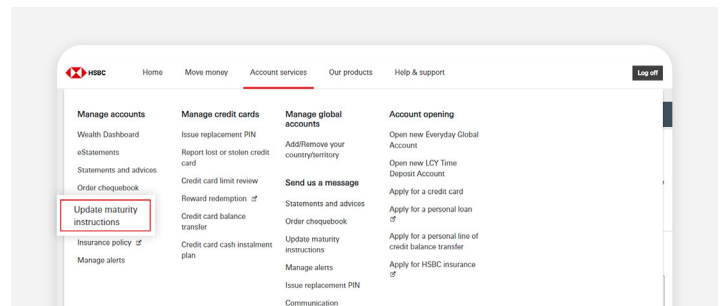 HSBC Home Move money Account services Our products Help & support Log off
Manage accounts
Wealth Dashboard
eStatements
Statements and advices
Order chequebook
Update maturity
instructions
Insurance policy
Manage alerts
Manage credit cards
Issue replacement PIN
Report lost or stolen credit
card
Credit card limit review
Reward redemption
Credit card balance
transfer
Credit card cash instalment
plan
Manage global
accounts
Add/Remove your
country/territory
Send us a message
Statements and advices
Order chequebook
Update maturity
instructions
Manage alerts
Issue replacement PIN
Communication
Account opening
Open new Everyday Global
Account
Open new LCY Time
Deposit Account
Apply for a credit card
Apply for a personal loan
Apply for a personal line of
credit balance transfer
Apply for HSBC insurance